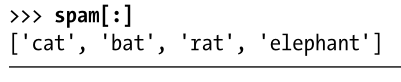 >>> spam[:]
['cat', 'bat', 'rat', 'elephant']